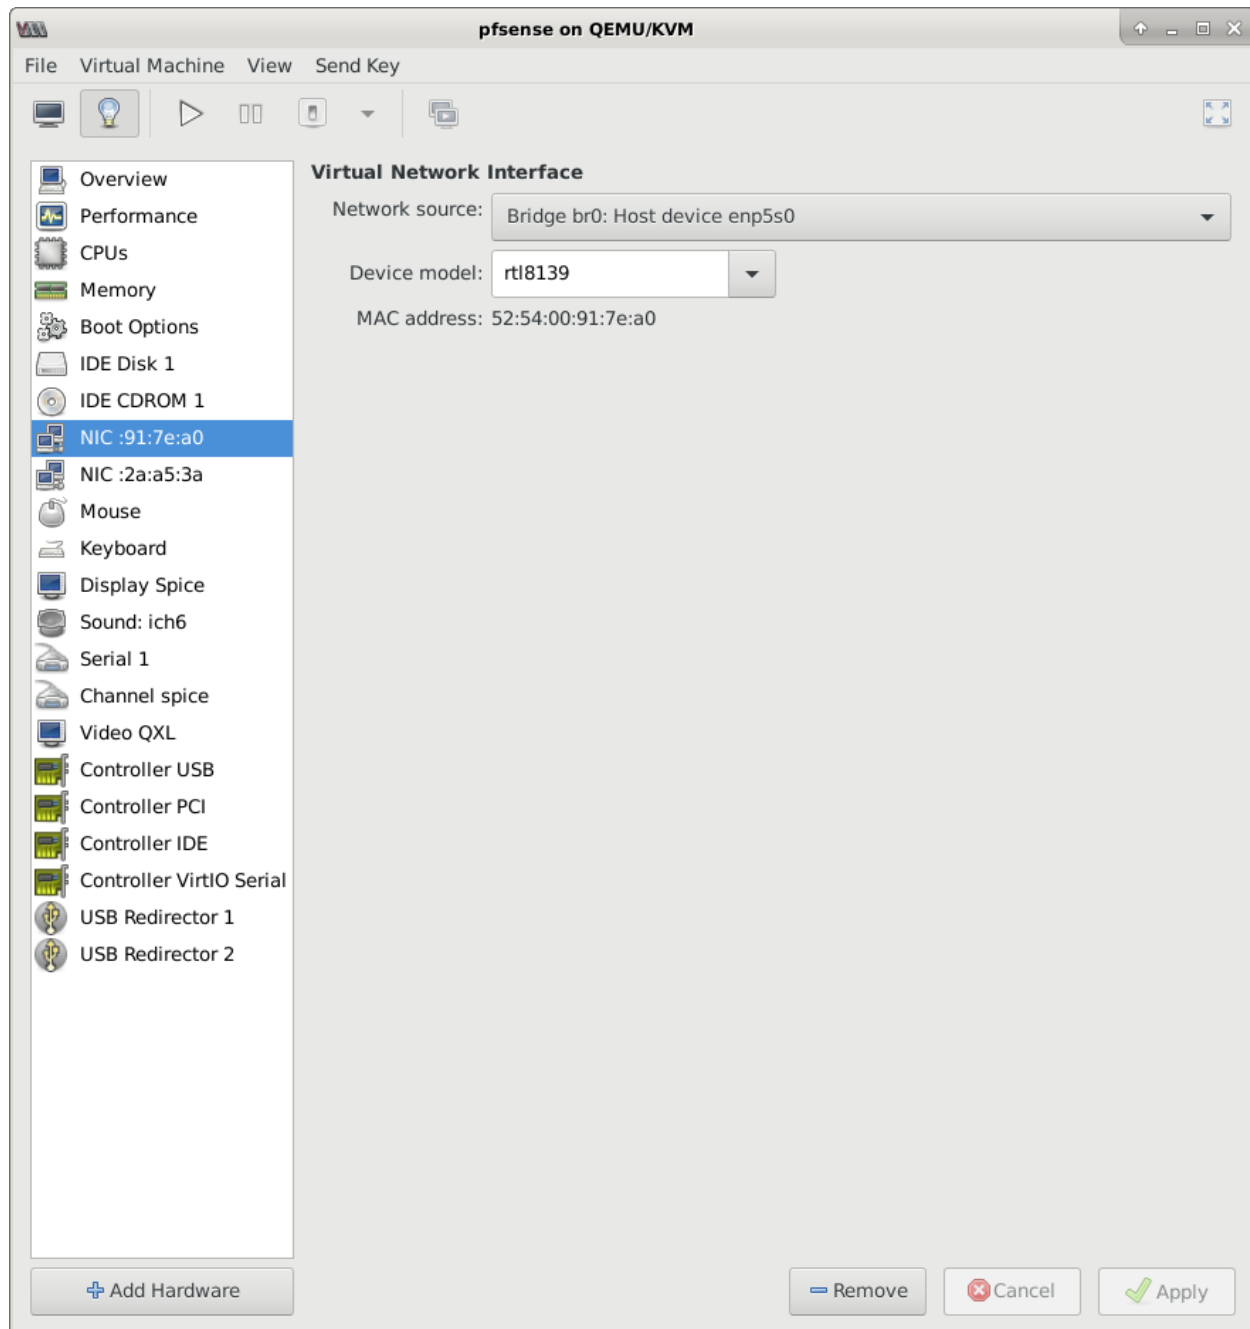 pfsense on QEMU/KVM
File Virtual Machine View Send Key
Overview
Performance
CPUs
Memory
Boot Options
IDE Disk 1
IDE CDROM 1
NIC :91:7e:a0
NIC :2a:a5:3a
Mouse
Keyboard
Display Spice
Sound: ich6
Serial 1
Channel spice
Video QXL
Controller USB
Controller PCI
Controller IDE
Controller VirtIO Serial
USB Redirector 1
USB Redirector 2
Add Hardware
Virtual Network Interface
Network source: Bridge br0: Host device enp5s0
Device model: rtl8139
MAC address: 52:54:00:91:7e:a0
Remove Cancel Apply